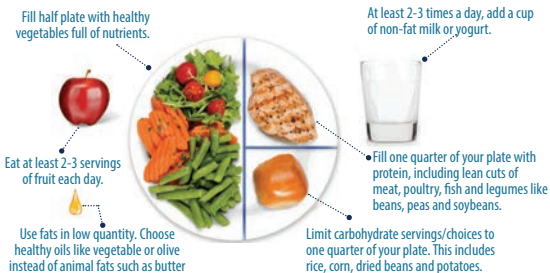 Fill half plate with healthy
vegetables full of nutrients.
At least 2-3 times a day, add a cup
of non-fat milk or yogurt.
Eat at least 2-3 servings
of fruit each day.
Fill one quarter of your plate with
protein, including lean cuts of
meat, poultry, fish and legumes like
beans, peas and soybeans.
Use fats in low quantity. Choose
healthy oils like vegetable or olive
instead of animal fats such as butter
Limit carbohydrate servings/choices to
one quarter of your plate. This includes
rice, corn, dried beans and potatoes.